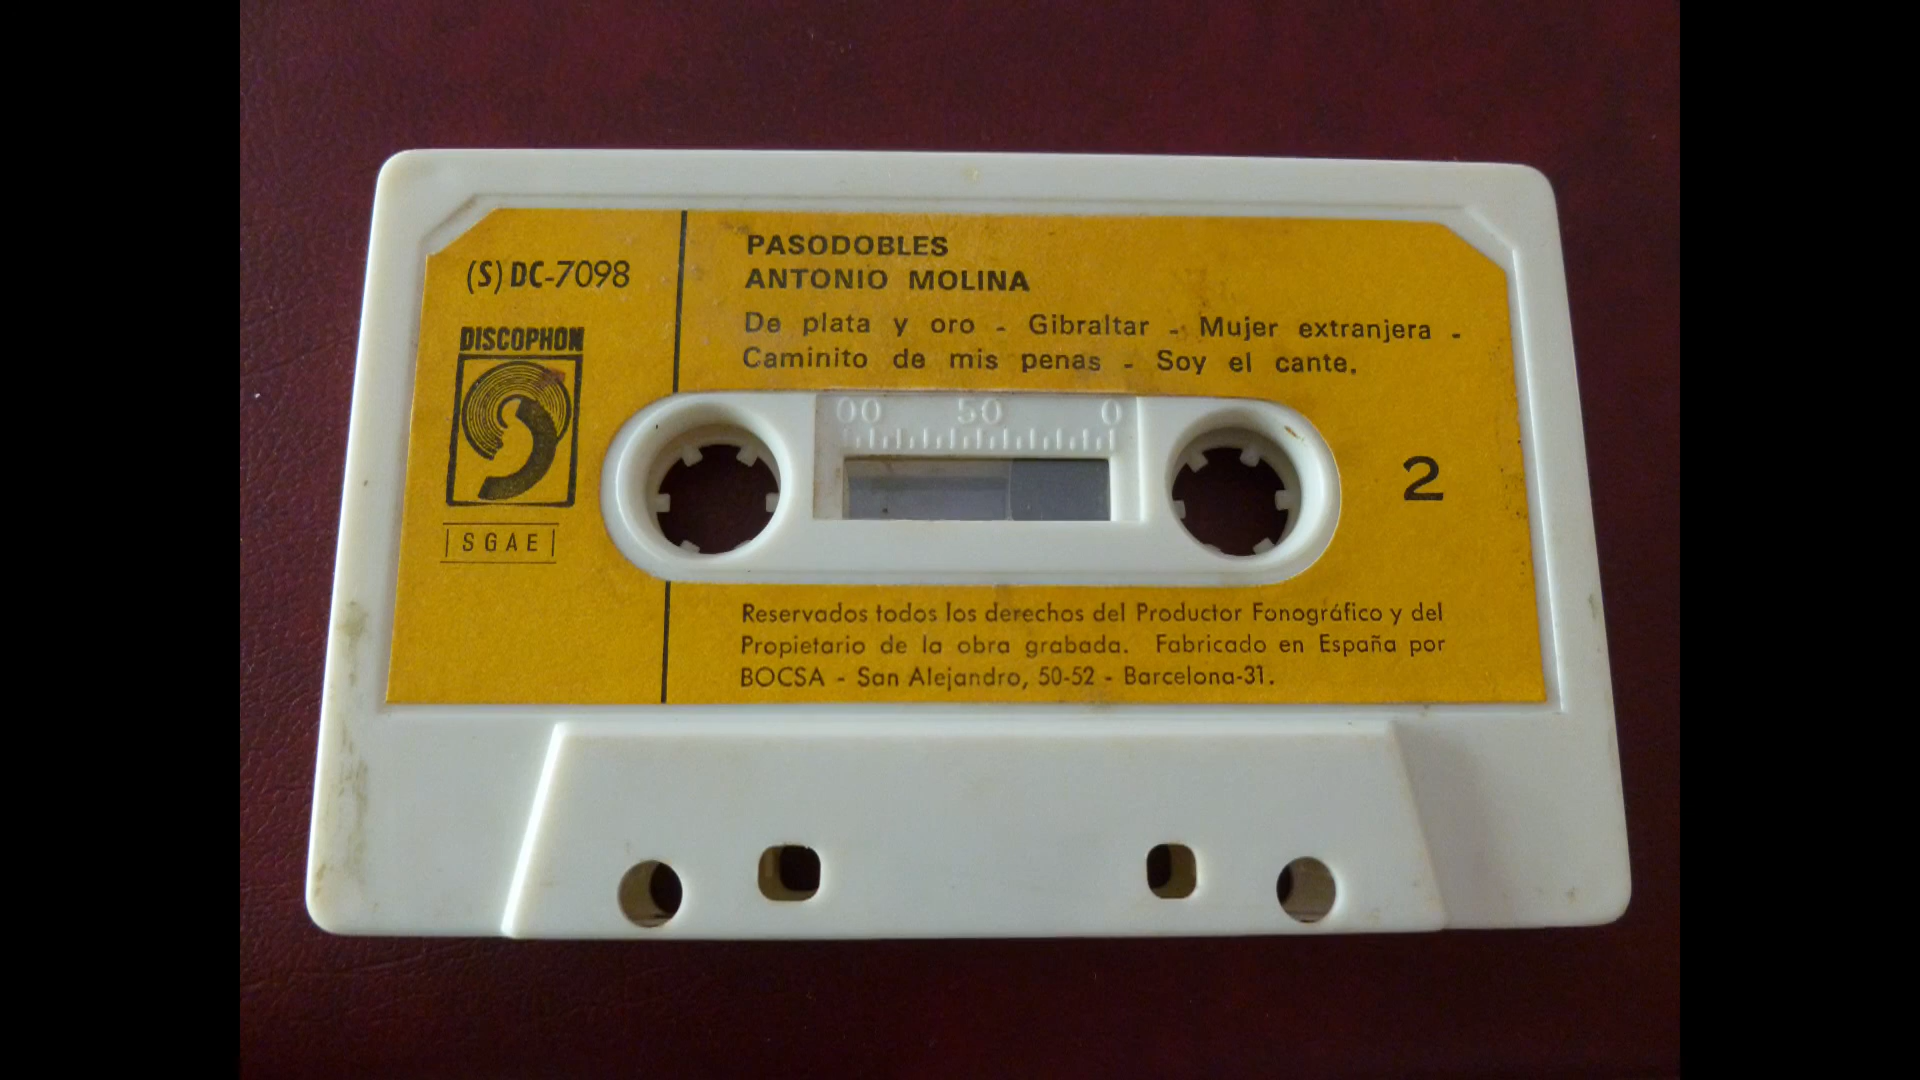 (S) DC-7098
DISCOPHON
SGAE
PASODOBLES
ANTONIO MOLINA
De plata y oro - Gibraltar - Mujer extranjera -
Caminito de mis penas - Soy el cante.
00 50 0
2
Reservados todos los derechos del Productor Fonográfico y del
Propietario de la obra grabada. Fabricado en España por
BOCSA - San Alejandro, 50-52 - Barcelona-31.